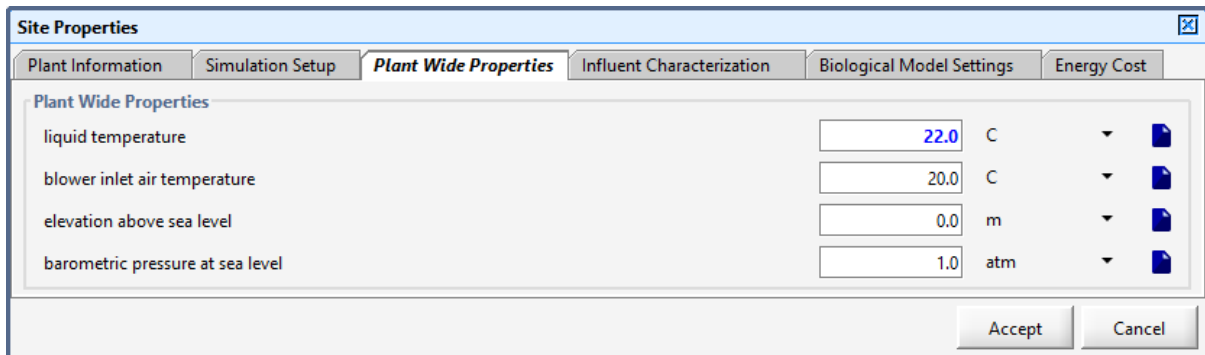 Site Properties
Plant Information Simulation Setup Plant Wide Properties Influent Characterization Biological Model Settings Energy Cost
Plant Wide Properties
liquid temperature 22.0 C
blower inlet air temperature 20.0 C
elevation above sea level 0.0 m
barometric pressure at sea level 1.0 atm
Accept Cancel